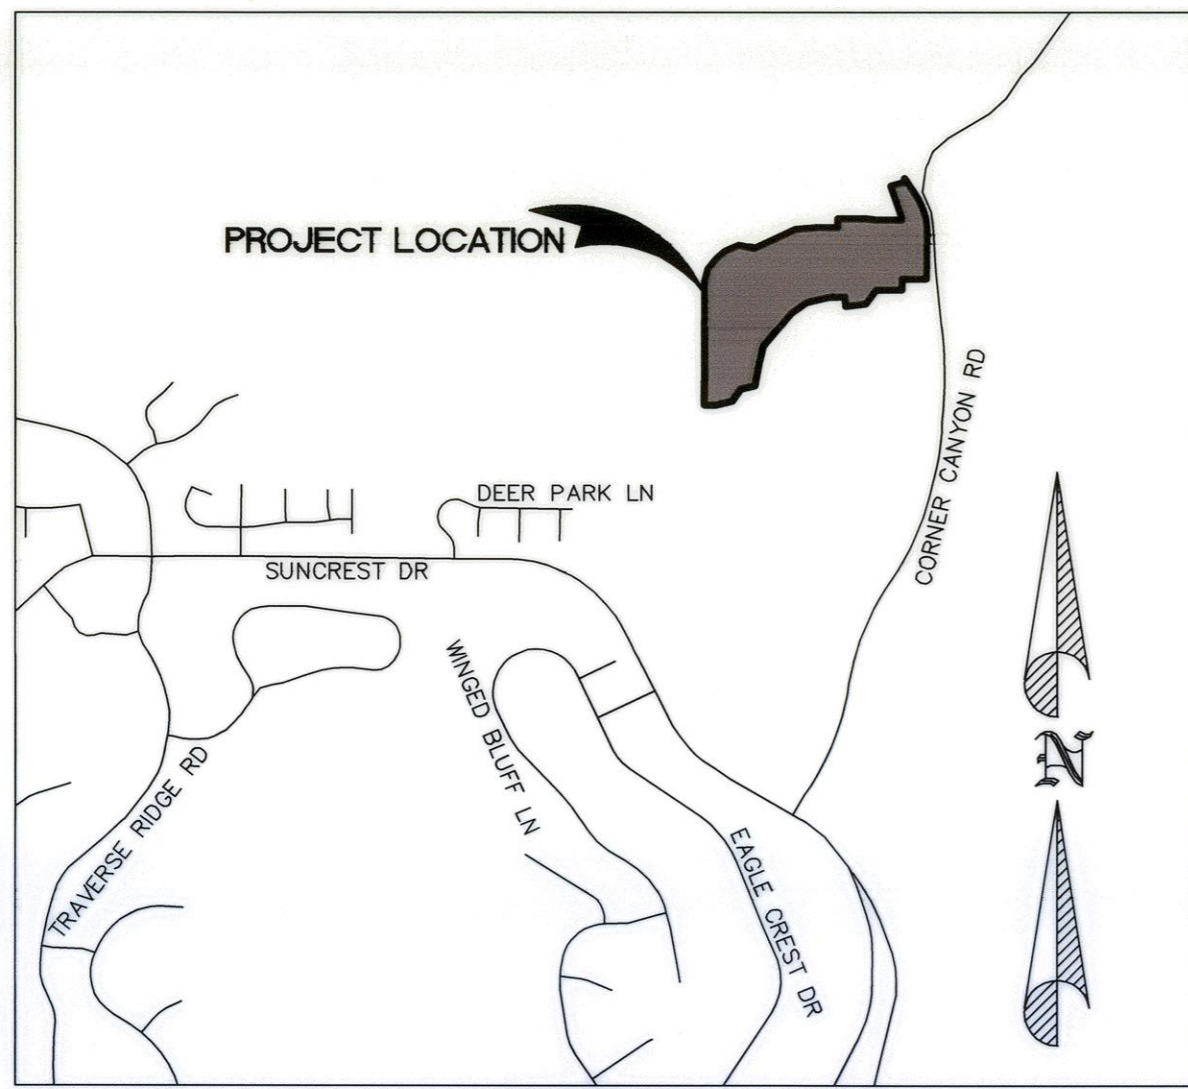 PROJECT LOCATION
CORNER CANYON RD
DEER PARK LN
SUNCREST DR
WINGED BLUFF LN
TRAVERSE RIDGE RD
N
EAGLE CREST DR